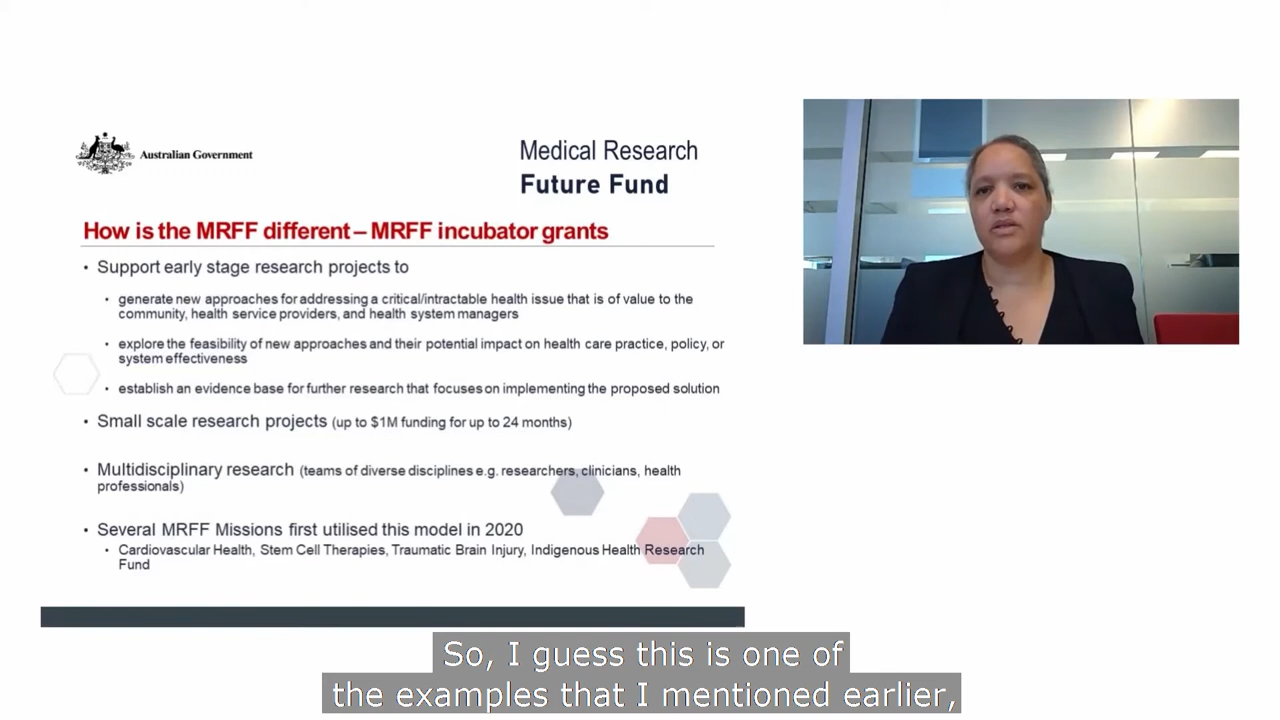 Australian Government
Medical Research
Future Fund
How is the MRFF different – MRFF incubator grants
• Support early stage research projects to
• generate new approaches for addressing a critical/intractable health issue that is of value to the
community, health service providers, and health system managers
• explore the feasibility of new approaches and their potential impact on health care practice, policy, or
system effectiveness
• establish an evidence base for further research that focuses on implementing the proposed solution
• Small scale research projects (up to $1M funding for up to 24 months)
• Multidisciplinary research (teams of diverse disciplines e.g. researchers, clinicians, health
professionals)
• Several MRFF Missions first utilised this model in 2020
• Cardiovascular Health, Stem Cell Therapies, Traumatic Brain Injury, Indigenous Health Research
Fund
So, I guess this is one of
the examples that I mentioned earlier,